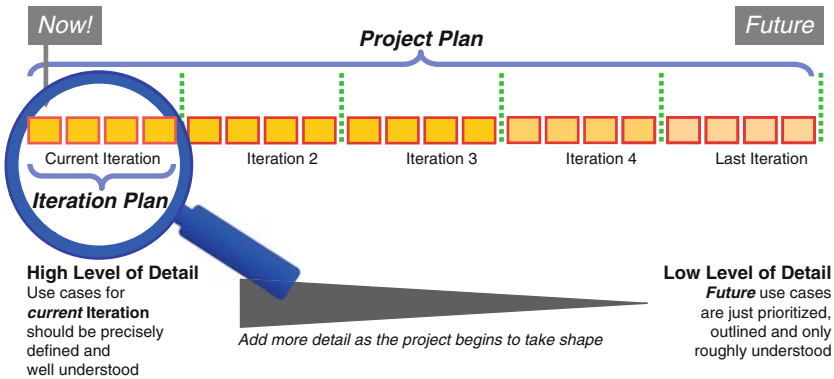 Now!
Project Plan
Future
Current Iteration
Iteration 2
Iteration 3
Iteration 4
Last Iteration
Iteration Plan
High Level of Detail
Use cases for
current Iteration
should be precisely
defined and
well understood
Add more detail as the project begins to take shape
Low Level of Detail
Future use cases
are just prioritized,
outlined and only
roughly understood